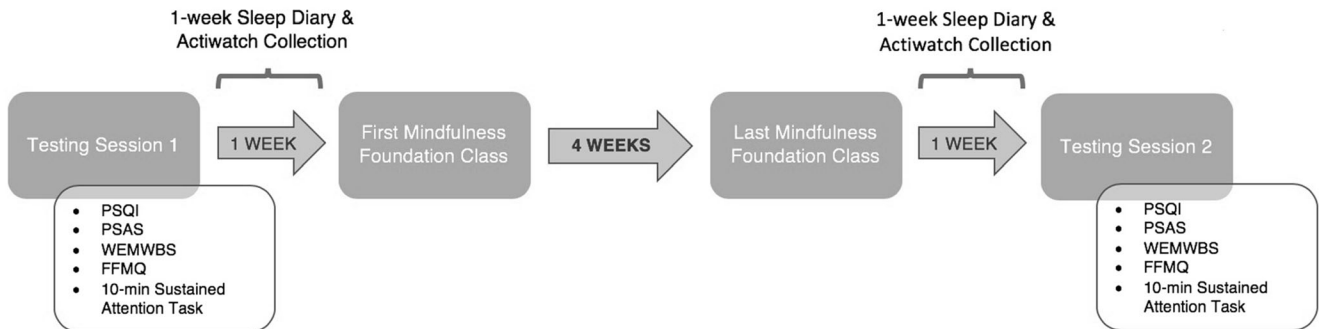 1-week Sleep Diary &
Actiwatch Collection
1-week Sleep Diary &
Actiwatch Collection
Testing Session 1
1 WEEK
First Mindfulness
Foundation Class
4 WEEKS
Last Mindfulness
Foundation Class
1 WEEK
Testing Session 2
• PSQI
• PSAS
• WEMWBS
• FFMQ
• 10-min Sustained
Attention Task
• PSQI
• PSAS
• WEMWBS
• FFMQ
• 10-min Sustained
Attention Task